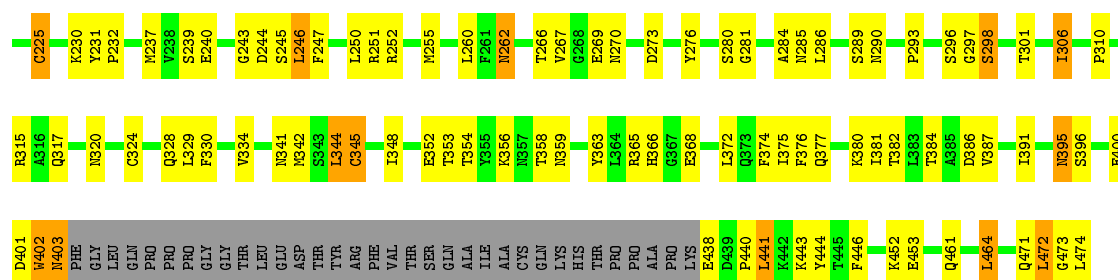 C225 K230 Y231 P232 M237 V238 S239 E240 G243 D244 S245 L246 F247 L250 R251 R252 M255 L260 F261 N262 T266 V267 G268 E269 N270 D273 Y276 S280 G281 A284 N285 L286 S289 N290 P293 S296 G297 S298 T301 I306 P310
R315 A316 Q317 N320 C324 Q328 L329 F330 V334 N341 M342 S343 L344 C345 I348 E352 T353 T354 Y355 K356 N357 T358 N359 Y363 L364 R365 H366 G367 E368 L372 Q373 F374 I375 F376 Q377 K380 I381 T382 L383 T384 A385 D386 V387 I391 N395 S396
D401 W402 N403 PHE GLY LEU GLN PRO PRO PRO GLY GLY THR LEU GLU ASP THR TYR ARG PHE VAL THR SER GLN ALA ILE ALA CYS GLN LYS HIS THR PRO PRO ALA PRO LYS E438 D439 P440 L441 K442 K443 Y444 T445 F446 K452 E453 Q461 L464 Q471 L472 K473 L474